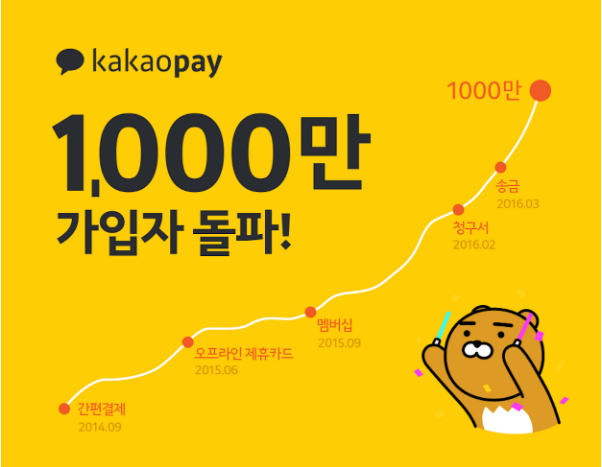 kakaopay
1,000만
가입자 돌파!
1000만
송금
2016.03
청구서
2016.02
멤버십
2015.09
오프라인 제휴카드
2015.06
간편결제
2014.09